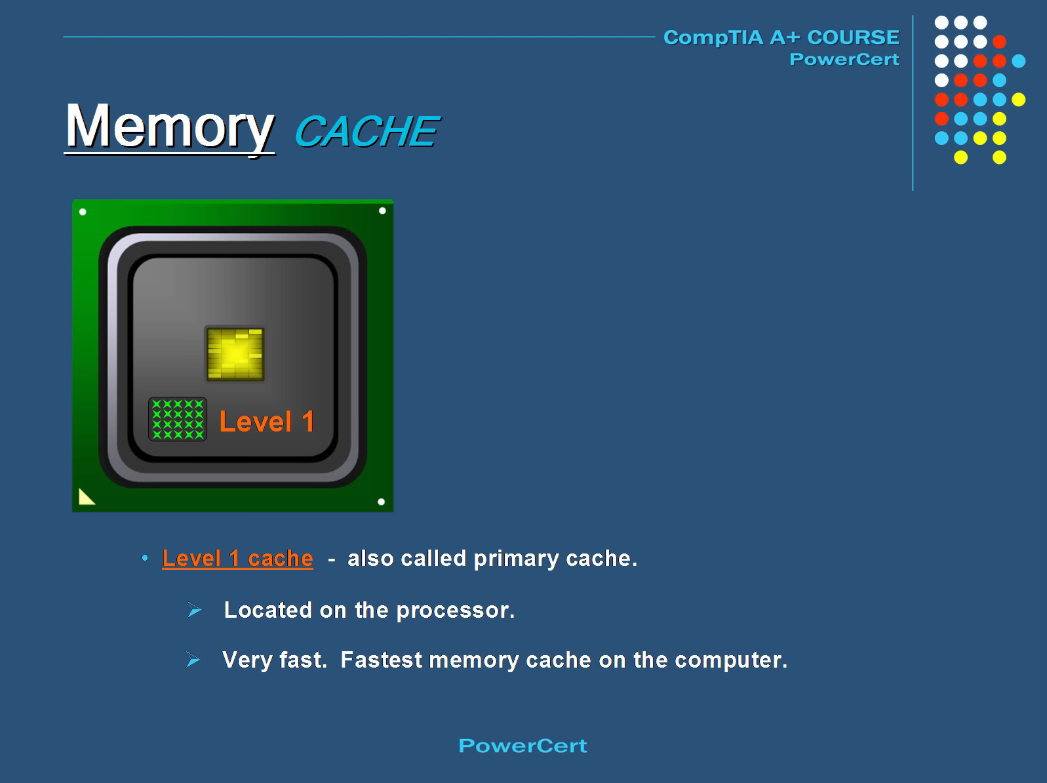 CompTIA A+ COURSE
PowerCert
Memory CACHE
Level 1
• Level 1 cache - also called primary cache.
➢ Located on the processor.
➢ Very fast. Fastest memory cache on the computer.
PowerCert